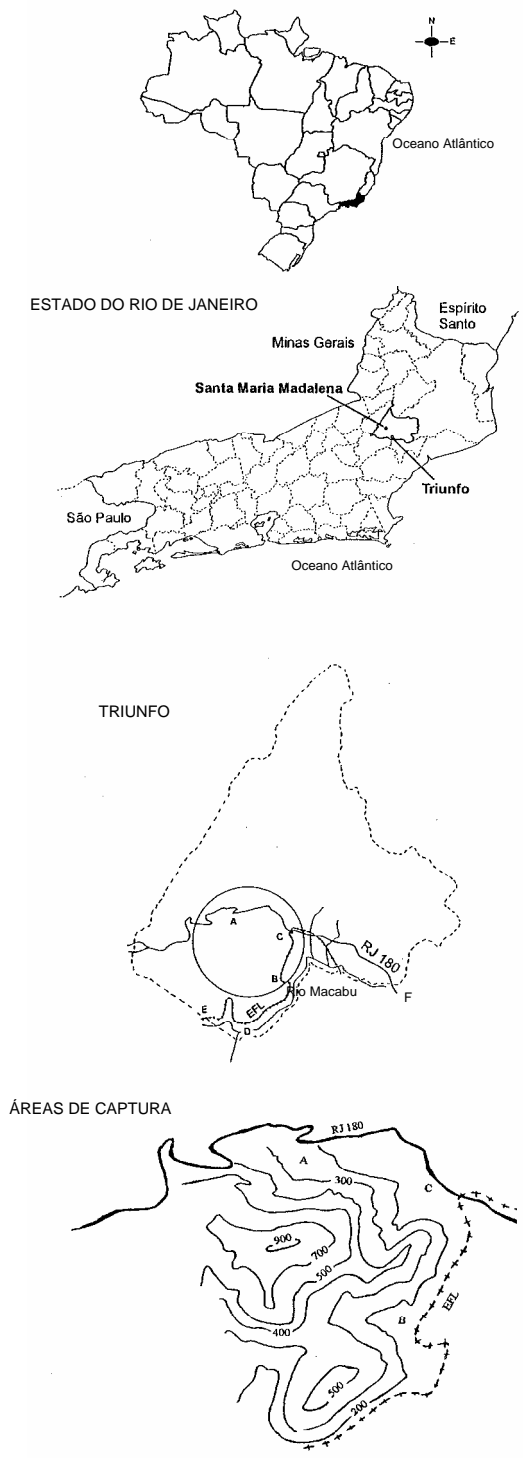 N
E
Oceano Atlântico
ESTADO DO RIO DE JANEIRO
Espírito
Santo
Minas Gerais
Santa Maria Madalena
Triunfo
São Paulo
Oceano Atlântico
TRIUNFO
A
C
RJ 180
B
Rio Macabu
F
E
EFL
D
ÁREAS DE CAPTURA
RJ 180
A
300
C
900
700
500
EFL
B
400
500
200